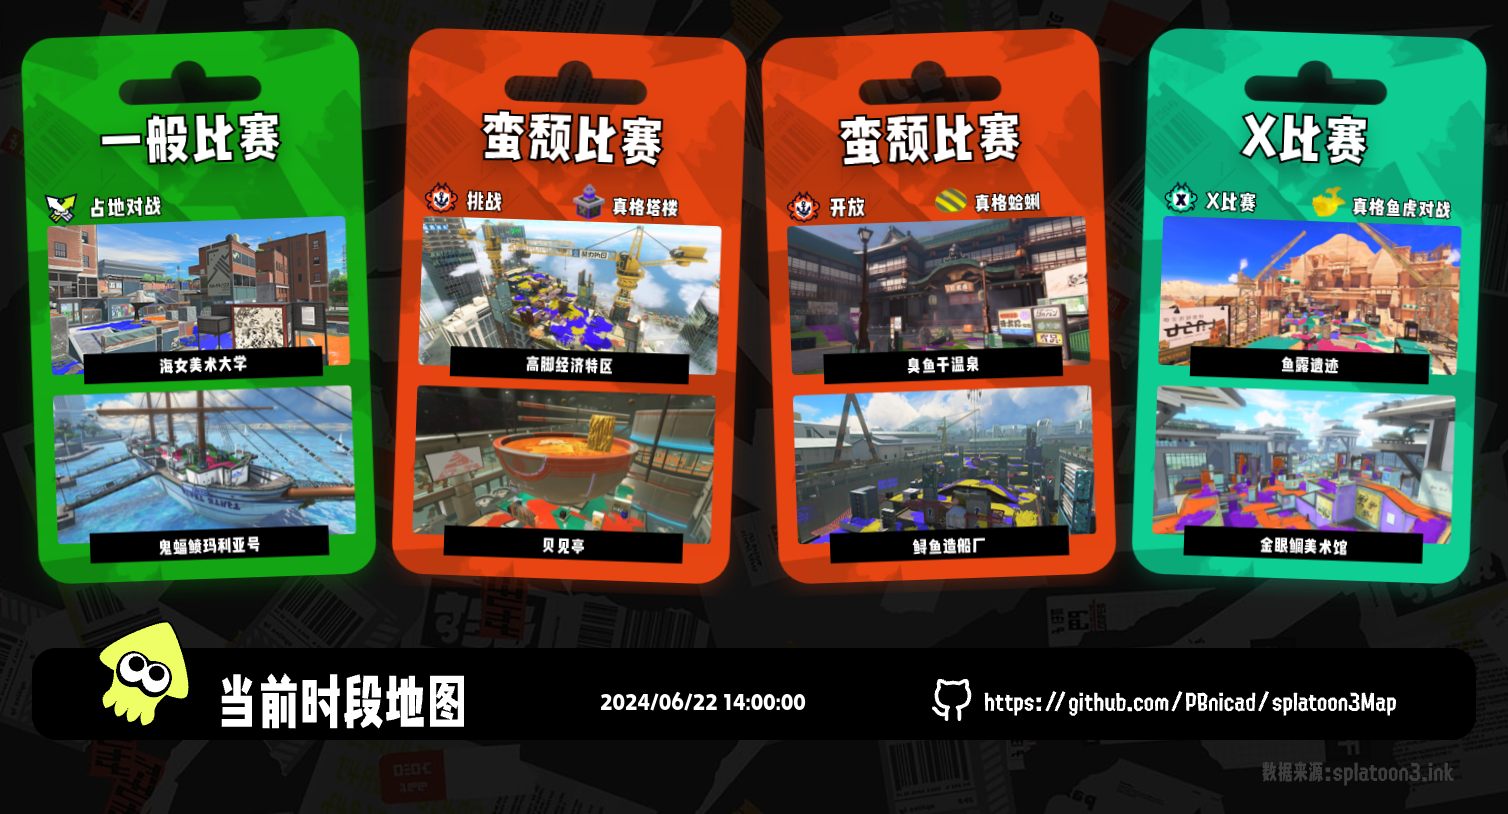 一般比赛
占地对战
海女美术大学
鬼蝠鲼玛利亚号
蛮颓比赛
挑战
真格塔楼
高脚经济特区
贝见亭
蛮颓比赛
开放
真格蛤蜊
臭鱼干温泉
鲟鱼造船厂
X比赛
X比赛
真格鱼虎对战
鱼露遗迹
金眼鲷美术馆
当前时段地图
2024/06/22 14:00:00
https://github.com/PBnicad/splatoon3Map
数据来源:splatoon3.ink